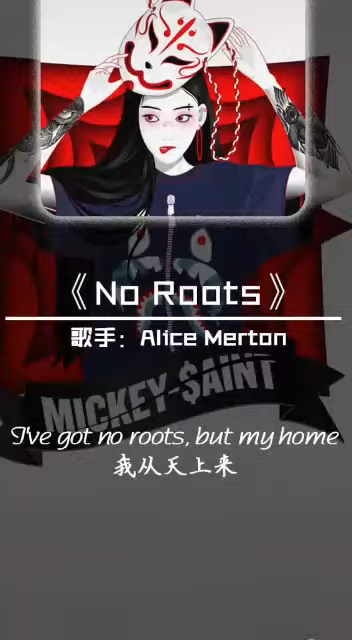 《No Roots》
歌手：Alice Merton
MICKEY-$AINT
I've got no roots, but my home
我从天上来